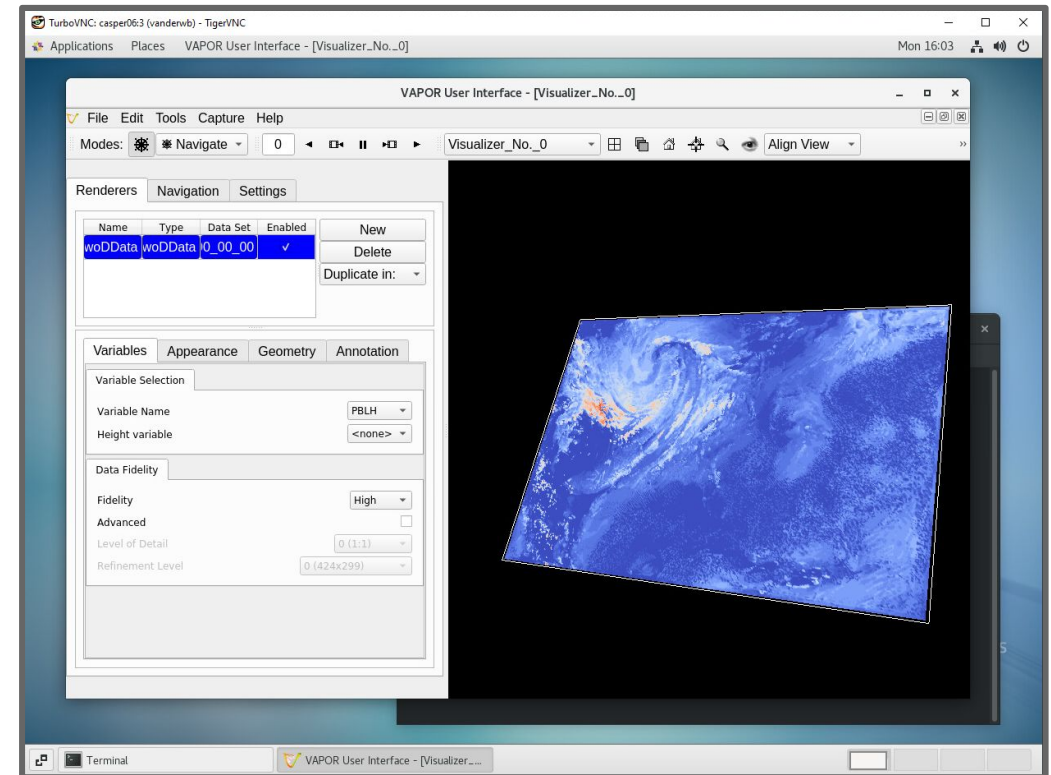 TurboVNC: casper06:3 (vanderwb) - TigerVNC
Applications Places VAPOR User Interface - [Visualizer_No._0] Mon 16:03
VAPOR User Interface - [Visualizer_No._0]
File Edit Tools Capture Help
Modes: Navigate 0 Visualizer_No._0 Align View »
Renderers Navigation Settings
Name Type Data Set Enabled
woDData woDData 0_00_00 ✓
New
Delete
Duplicate in:
Variables Appearance Geometry Annotation
Variable Selection
Variable Name PBLH
Height variable <none>
Data Fidelity
Fidelity High
Advanced
Level of Detail 0 (1:1)
Refinement Level 0 (424x299)
S
Terminal VAPOR User Interface - [Visualizer_...